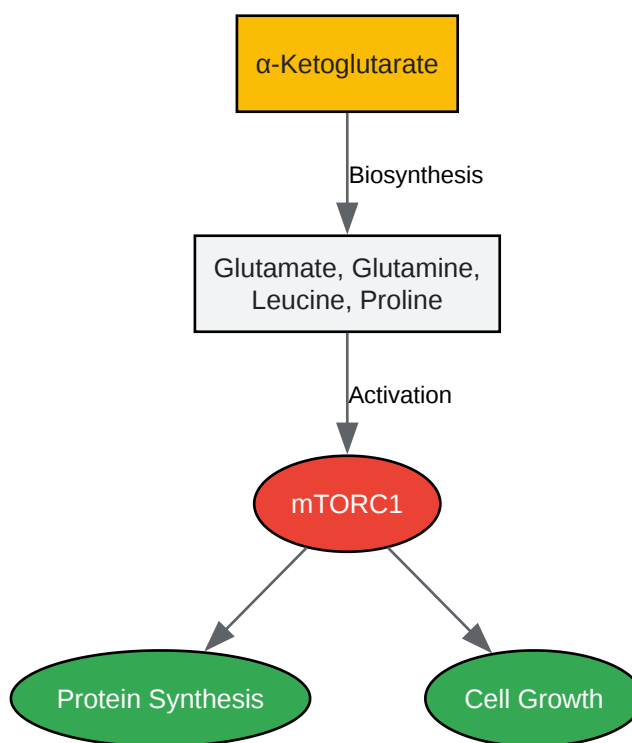 α-Ketoglutarate
Biosynthesis
Glutamate, Glutamine,
Leucine, Proline
Activation
mTORC1
Protein Synthesis
Cell Growth